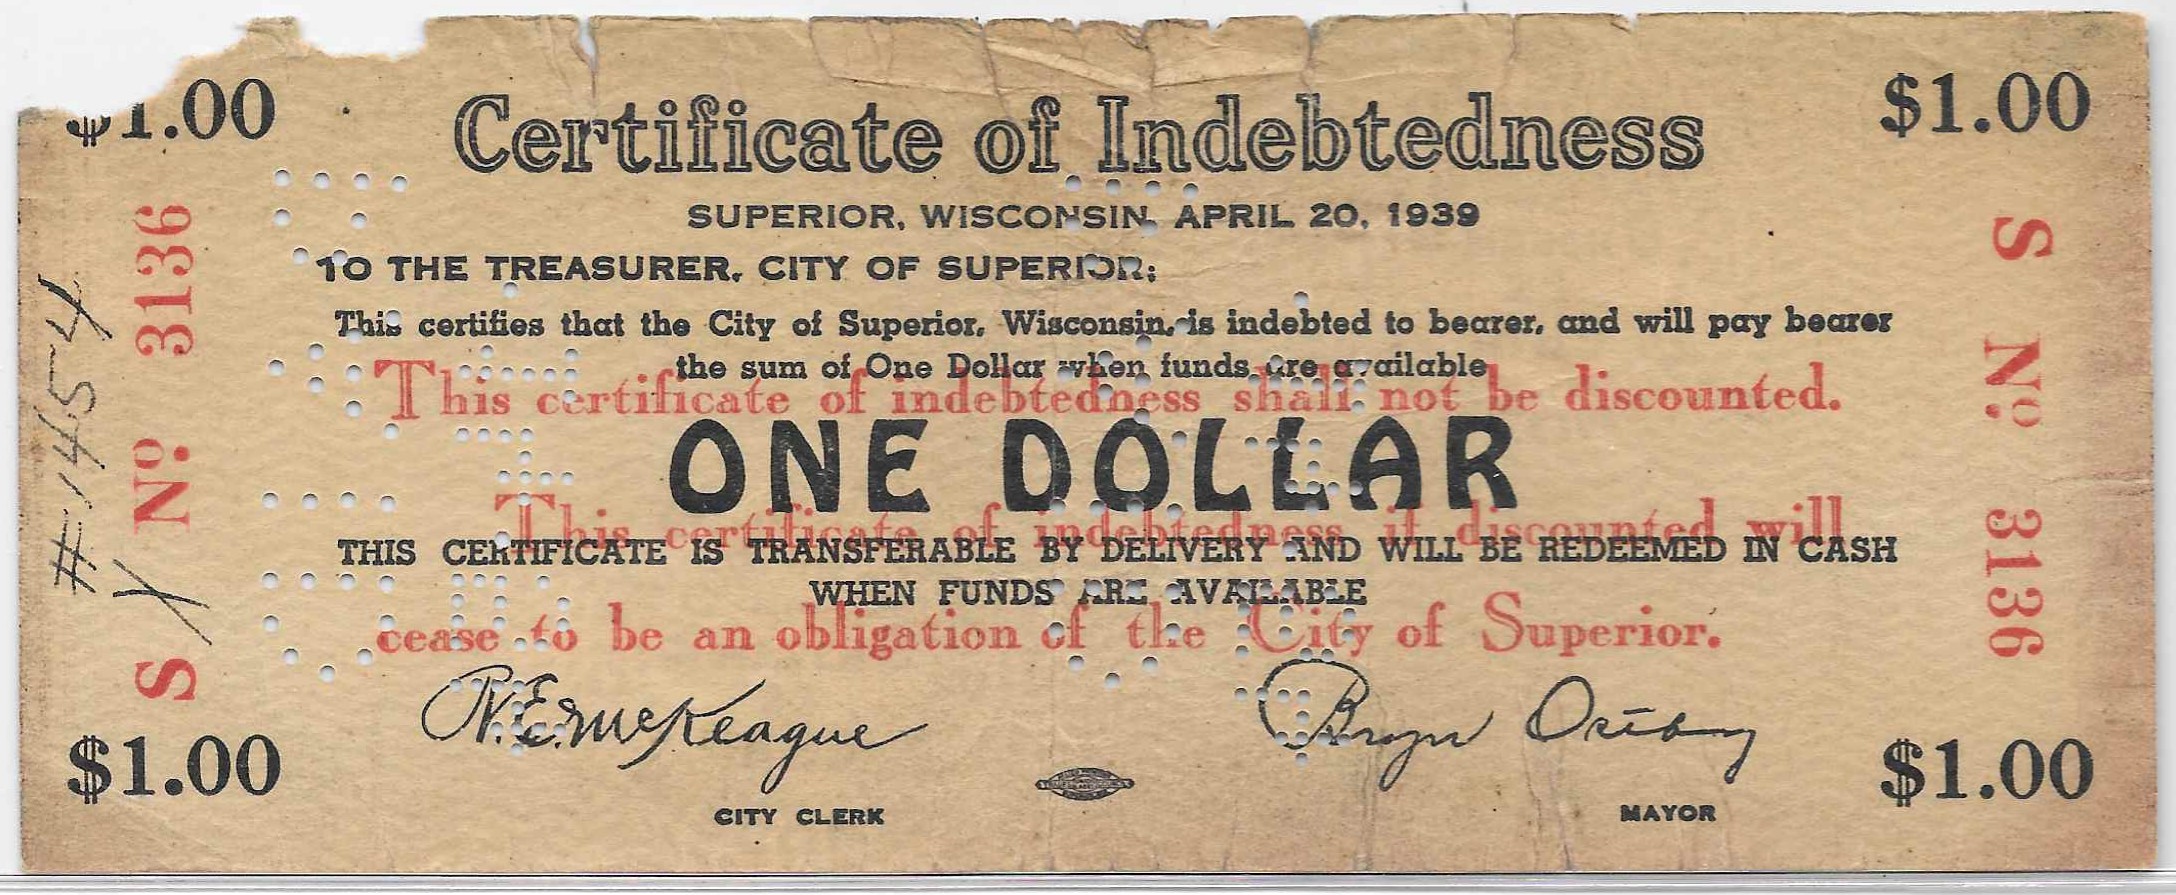 $1.00 Certificate of Indebtedness $1.00
SUPERIOR, WISCONSIN, APRIL 20, 1939
TO THE TREASURER, CITY OF SUPERIOR:
This certifies that the City of Superior, Wisconsin, is indebted to bearer, and will pay bearer
the sum of One Dollar when funds are available
This certificate of indebtedness shall not be discounted.
ONE DOLLAR
This certificate of indebtedness if discounted will
THIS CERTIFICATE IS TRANSFERABLE BY DELIVERY AND WILL BE REDEEMED IN CASH
WHEN FUNDS ARE AVAILABLE
cease to be an obligation of the City of Superior.
CITY CLERK
MAYOR
$1.00
$1.00
#1454
S No 3136
S No 3136